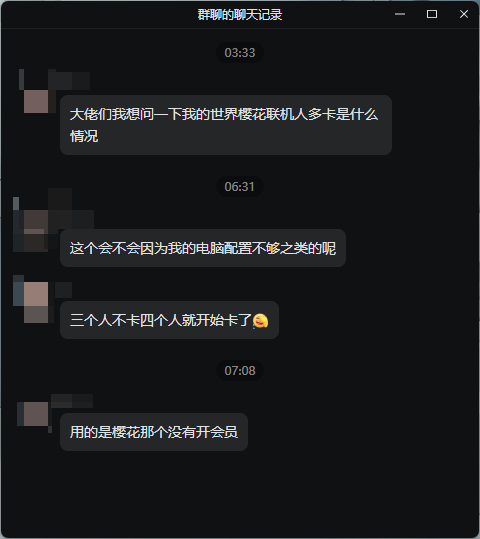 群聊的聊天记录
03:33
大佬们我想问一下我的世界樱花联机人多卡是什么
情况
06:31
这个会不会因为我的电脑配置不够之类的呢
三个人不卡四个人就开始卡了
07:08
用的是樱花那个没有开会员